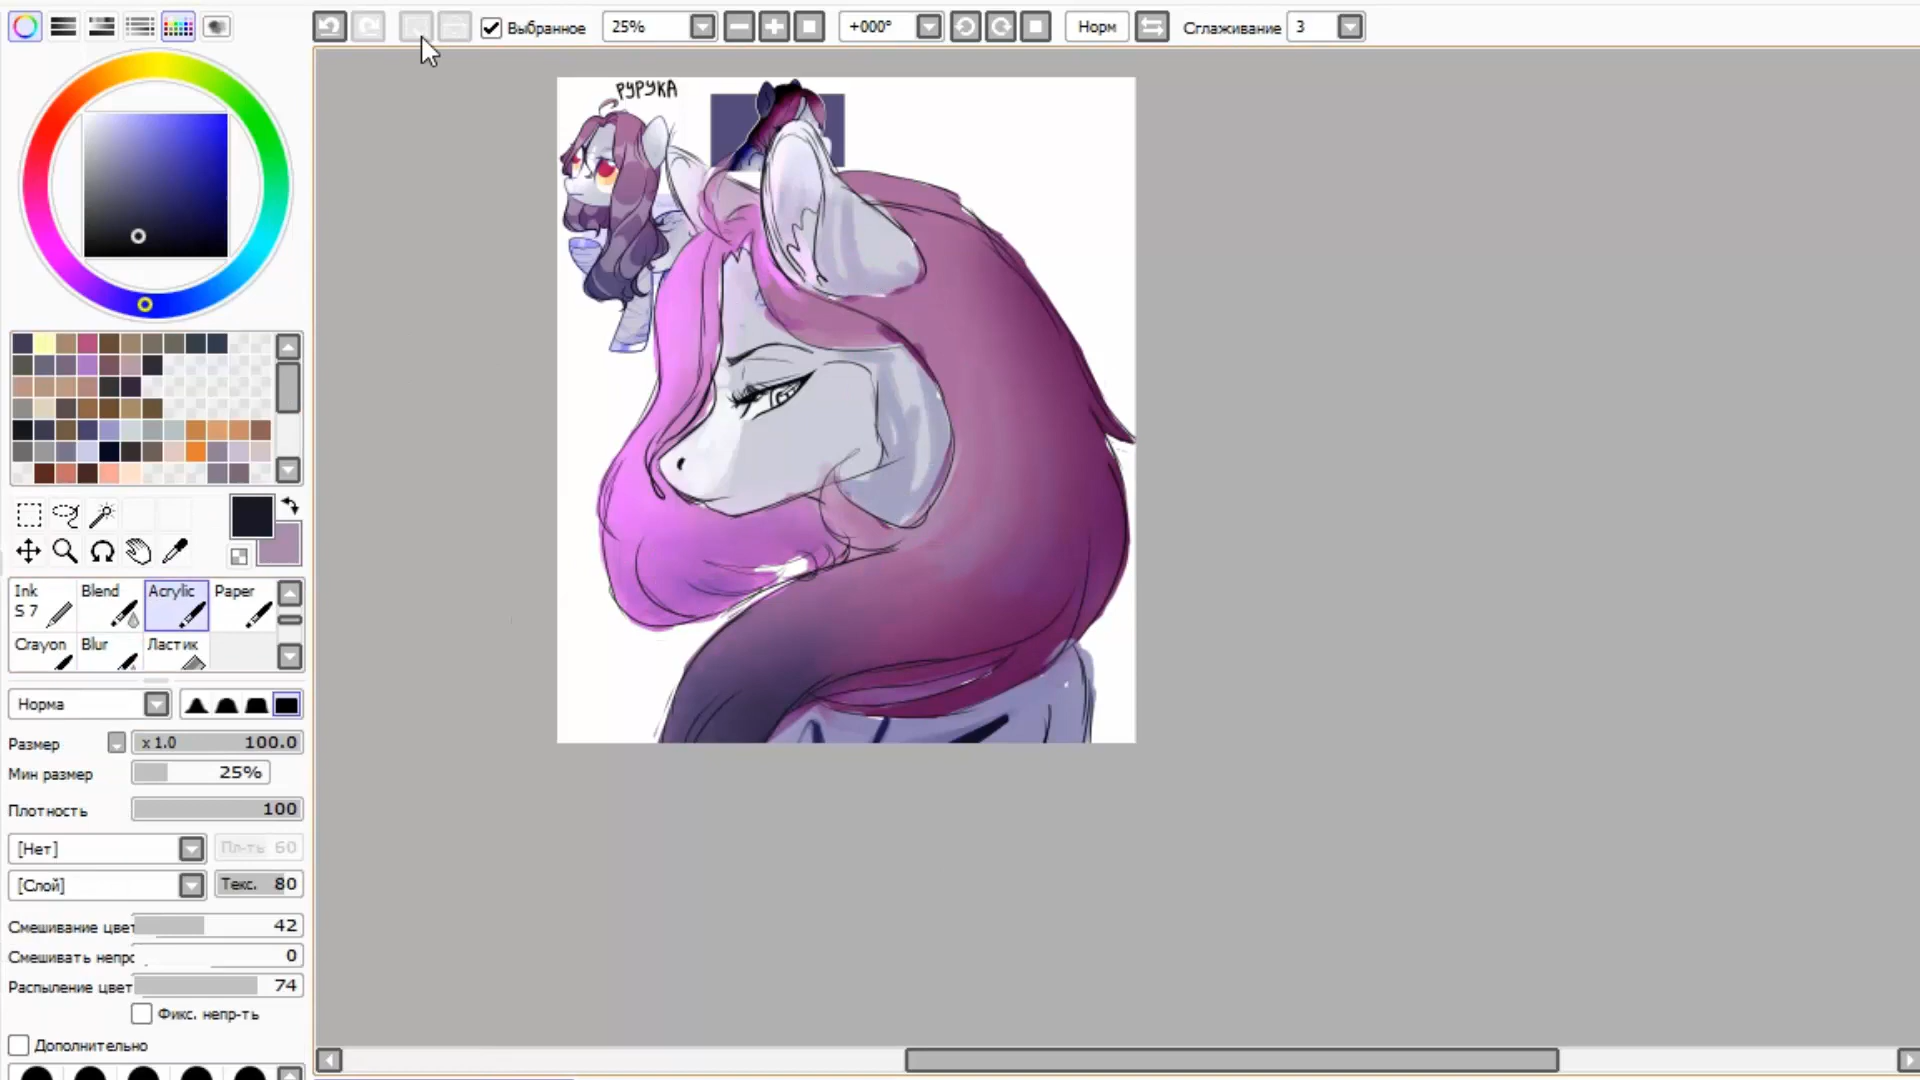 Выбранное 25% +000° Норм Сглаживание 3
РУРУКА
Ink Blend Acrylic Paper
S 7
Crayon Blur Ластик
Норма
Размер x 1.0 100.0
Мин размер 25%
Плотность 100
[Нет] Пл-ть 60
[Слой] Текс. 80
Смешивание цвет 42
Смешивать непрс 0
Распыление цвет 74
Фикс. непр-ть
Дополнительно